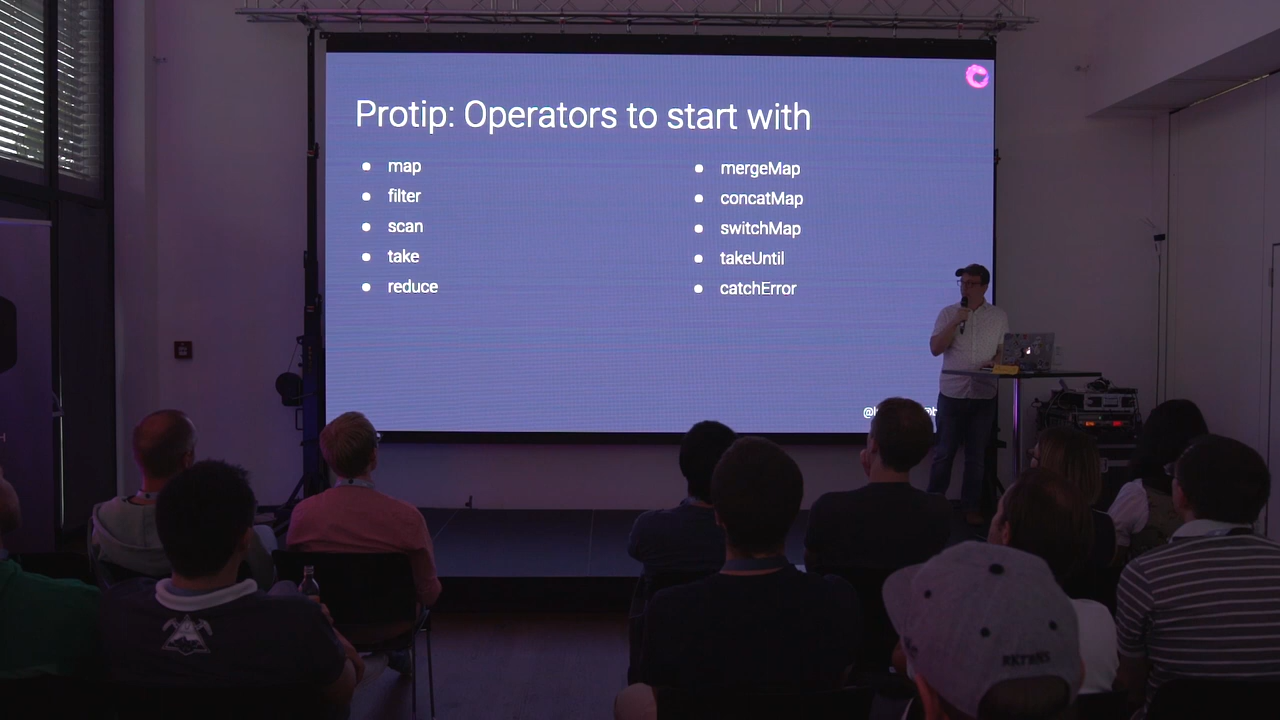 Protip: Operators to start with
map
filter
scan
take
reduce
mergeMap
concatMap
switchMap
takeUntil
catchError